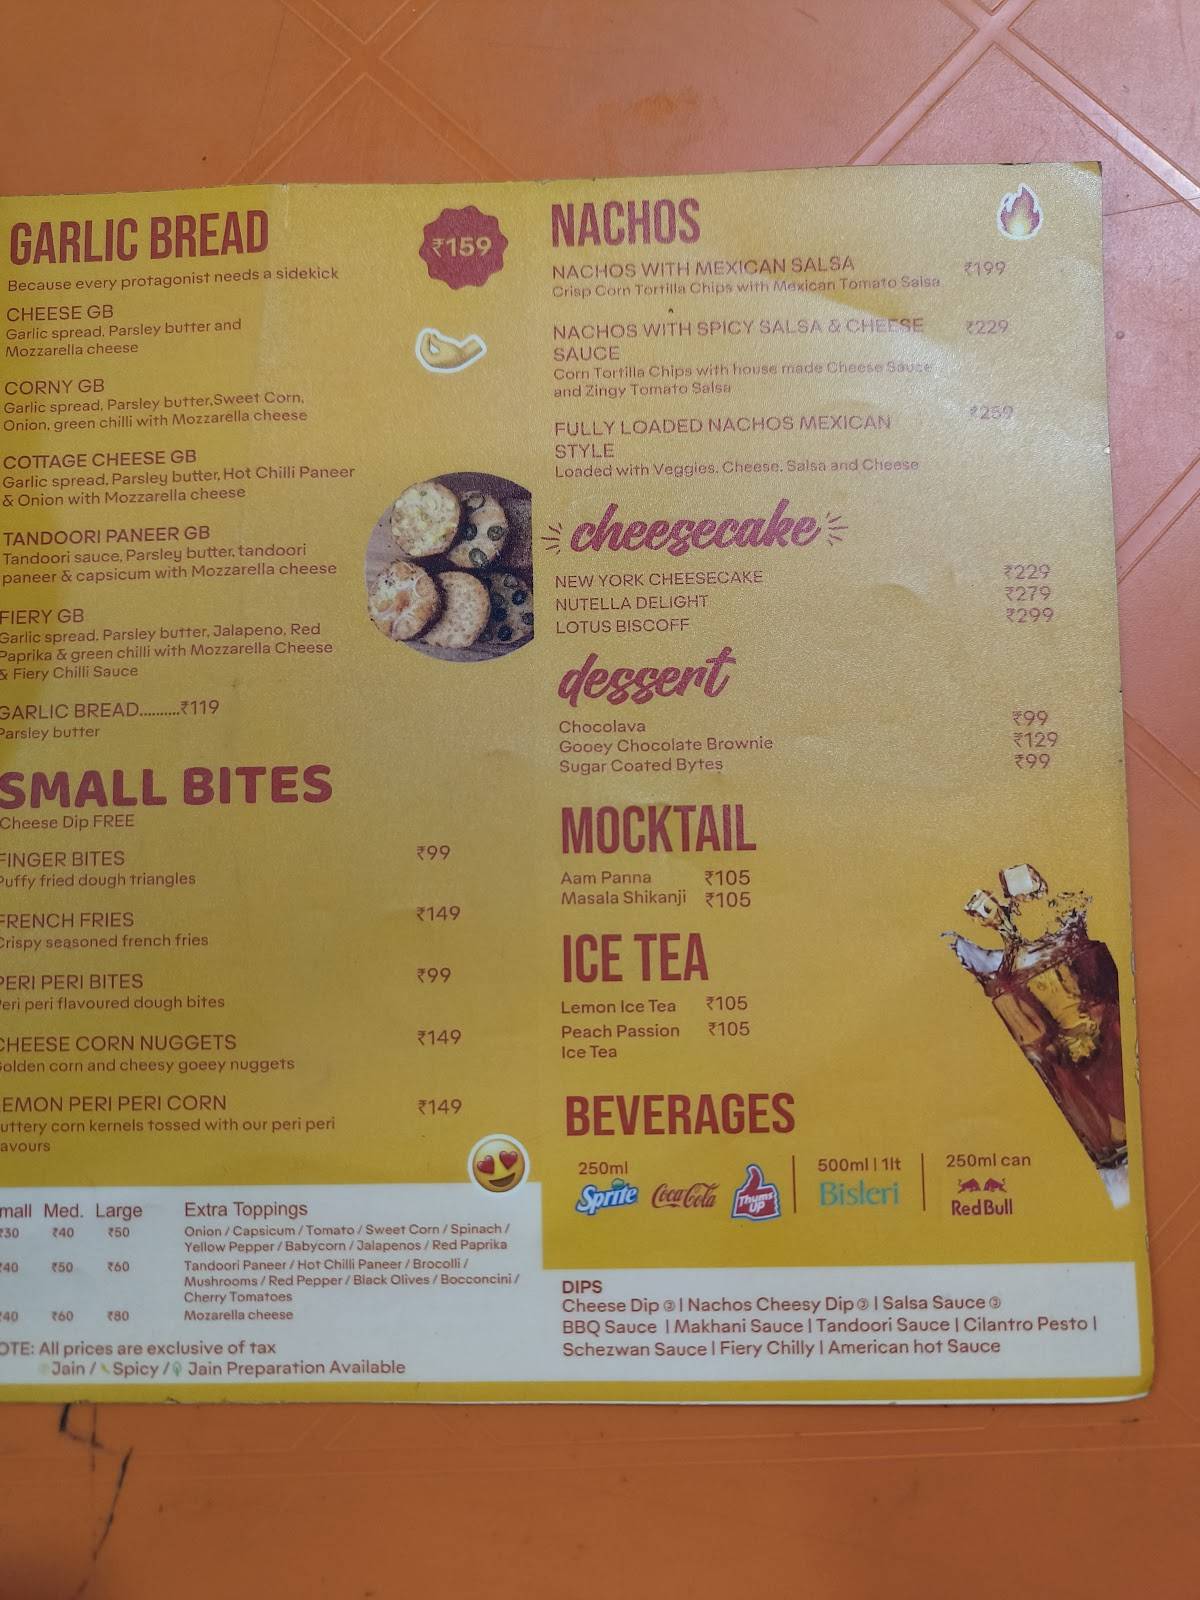 GARLIC BREAD
₹159
Because every protagonist needs a sidekick
CHEESE GB
Garlic spread, Parsley butter and
Mozzarella cheese
CORNY GB
Garlic spread, Parsley butter,Sweet Corn,
Onion, green chilli with Mozzarella cheese
COTTAGE CHEESE GB
Garlic spread, Parsley butter, Hot Chilli Paneer
& Onion with Mozzarella cheese
TANDOORI PANEER GB
Tandoori sauce, Parsley butter, tandoori
paneer & capsicum with Mozzarella cheese
FIERY GB
Garlic spread, Parsley butter, Jalapeno, Red
Paprika & green chilli with Mozzarella Cheese
& Fiery Chilli Sauce
GARLIC BREAD..........₹119
Parsley butter
SMALL BITES
Cheese Dip FREE
FINGER BITES ₹99
Puffy fried dough triangles
FRENCH FRIES ₹149
Crispy seasoned french fries
PERI PERI BITES ₹99
eri peri flavoured dough bites
CHEESE CORN NUGGETS ₹149
olden corn and cheesy goeey nuggets
EMON PERI PERI CORN ₹149
uttery corn kernels tossed with our peri peri
avours
mall Med. Large Extra Toppings
₹30 ₹40 ₹50 Onion / Capsicum / Tomato / Sweet Corn / Spinach /
Yellow Pepper / Babycorn / Jalapenos / Red Paprika
₹40 ₹50 ₹60 Tandoori Paneer / Hot Chilli Paneer / Brocolli /
Mushrooms / Red Pepper / Black Olives / Bocconcini /
Cherry Tomatoes
₹40 ₹60 ₹80 Mozarella cheese
OTE: All prices are exclusive of tax
Jain / Spicy / Jain Preparation Available
NACHOS
NACHOS WITH MEXICAN SALSA ₹199
Crisp Corn Tortilla Chips with Mexican Tomato Salsa
NACHOS WITH SPICY SALSA & CHEESE ₹229
SAUCE
Corn Tortilla Chips with house made Cheese Sauce
and Zingy Tomato Salsa
FULLY LOADED NACHOS MEXICAN ₹259
STYLE
Loaded with Veggies, Cheese, Salsa and Cheese
cheesecake
NEW YORK CHEESECAKE ₹229
NUTELLA DELIGHT ₹279
LOTUS BISCOFF ₹299
dessert
Chocolava ₹99
Gooey Chocolate Brownie ₹129
Sugar Coated Bytes ₹99
MOCKTAIL
Aam Panna ₹105
Masala Shikanji ₹105
ICE TEA
Lemon Ice Tea ₹105
Peach Passion ₹105
Ice Tea
BEVERAGES
250ml 500ml | 1lt 250ml can
Sprite Coca-Cola Thums UP Bisleri Red Bull
DIPS
Cheese Dip | Nachos Cheesy Dip | Salsa Sauce
BBQ Sauce | Makhani Sauce | Tandoori Sauce | Cilantro Pesto |
Schezwan Sauce | Fiery Chilly | American hot Sauce